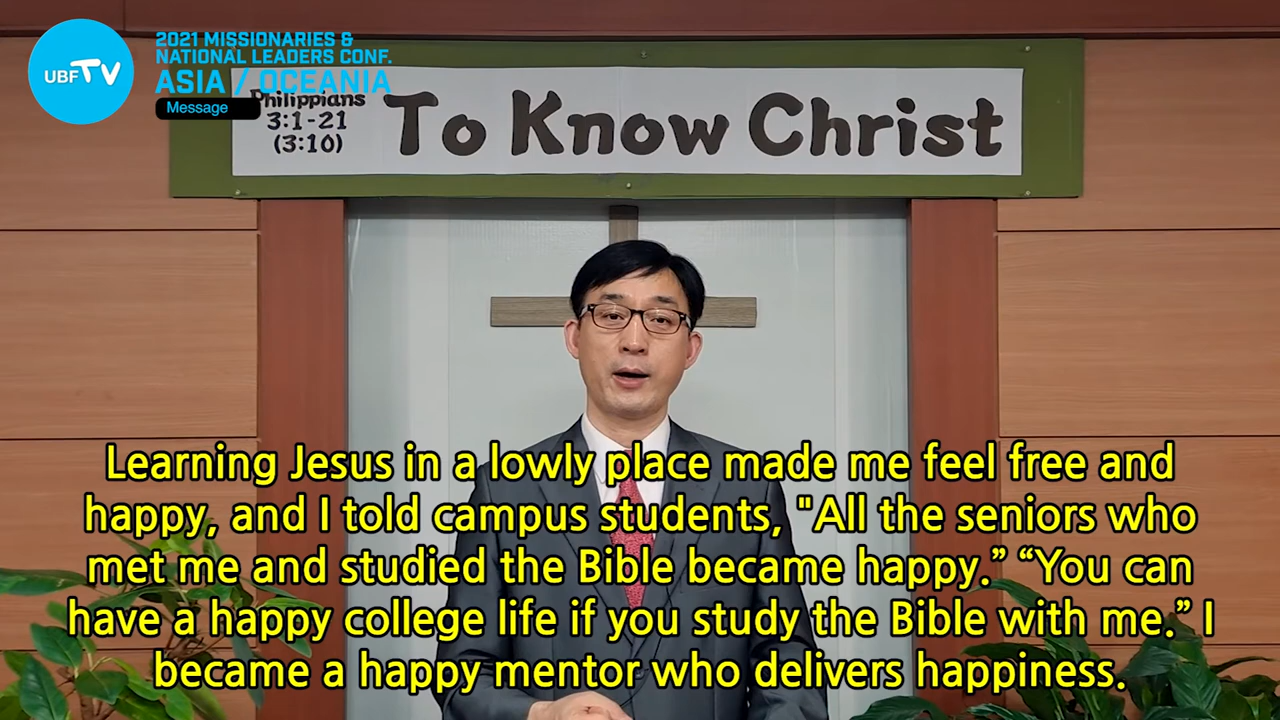 UBFTV
2021 MISSIONARIES &
NATIONAL LEADERS CONF.
ASIA / OCEANIA
Message
Philippians
3:1-21
(3:10)
To Know Christ
Learning Jesus in a lowly place made me feel free and
happy, and I told campus students, "All the seniors who
met me and studied the Bible became happy.” “You can
have a happy college life if you study the Bible with me.” I
became a happy mentor who delivers happiness.